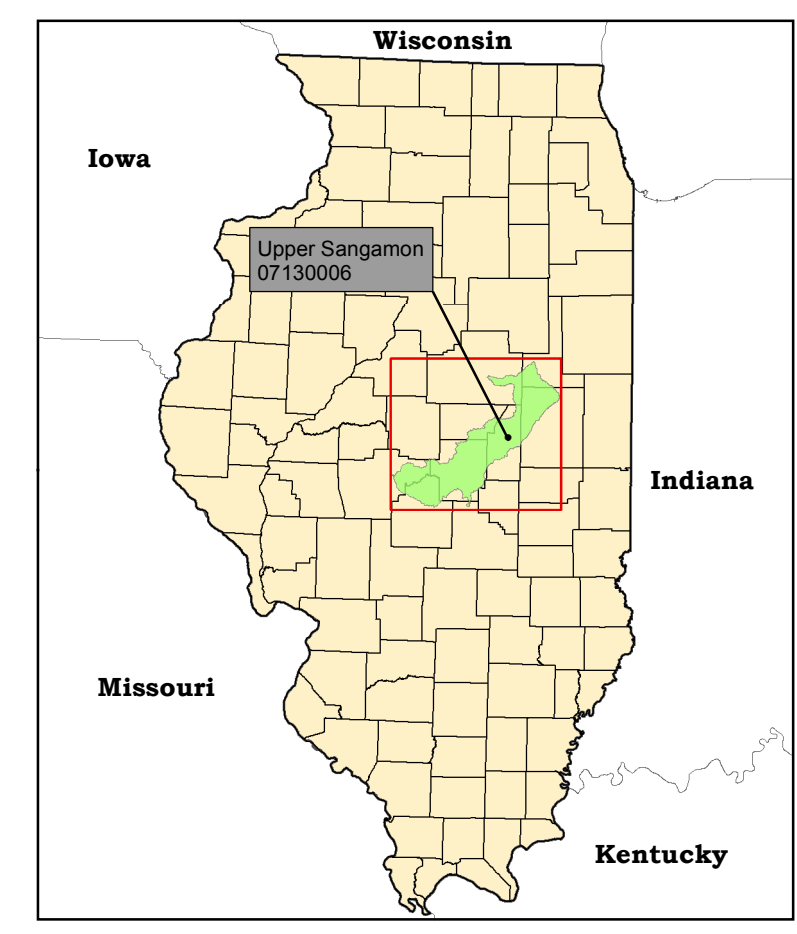 Wisconsin
Iowa
Upper Sangamon
07130006
Indiana
Missouri
Kentucky